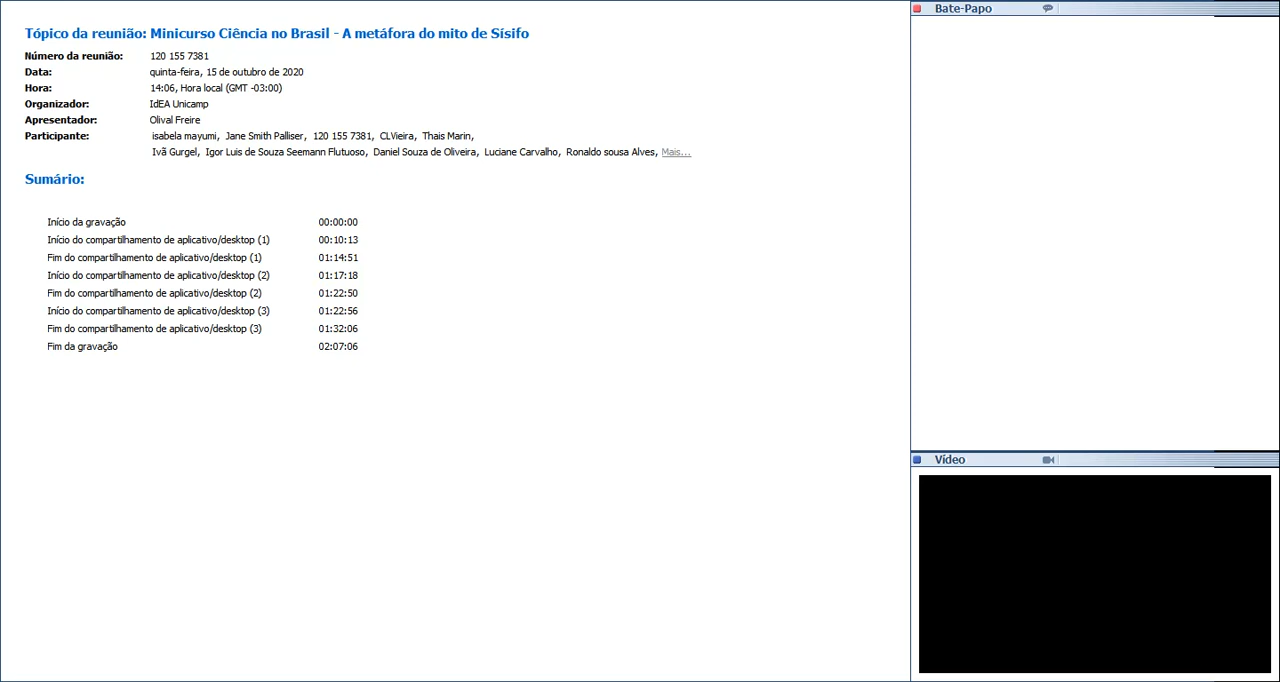 Tópico da reunião: Minicurso Ciência no Brasil - A metáfora do mito de Sísifo
Número da reunião: 120 155 7381
Data: quinta-feira, 15 de outubro de 2020
Hora: 14:06, Hora local (GMT -03:00)
Organizador: IdEA Unicamp
Apresentador: Olival Freire
Participante: isabela mayumi, Jane Smith Palliser, 120 155 7381, CLVieira, Thais Marin,
Ivã Gurgel, Igor Luis de Souza Seemann Flutuoso, Daniel Souza de Oliveira, Luciane Carvalho, Ronaldo sousa Alves, Mais...
Sumário:
Início da gravação 00:00:00
Início do compartilhamento de aplicativo/desktop (1) 00:10:13
Fim do compartilhamento de aplicativo/desktop (1) 01:14:51
Início do compartilhamento de aplicativo/desktop (2) 01:17:18
Fim do compartilhamento de aplicativo/desktop (2) 01:22:50
Início do compartilhamento de aplicativo/desktop (3) 01:22:56
Fim do compartilhamento de aplicativo/desktop (3) 01:32:06
Fim da gravação 02:07:06
Bate-Papo
Vídeo